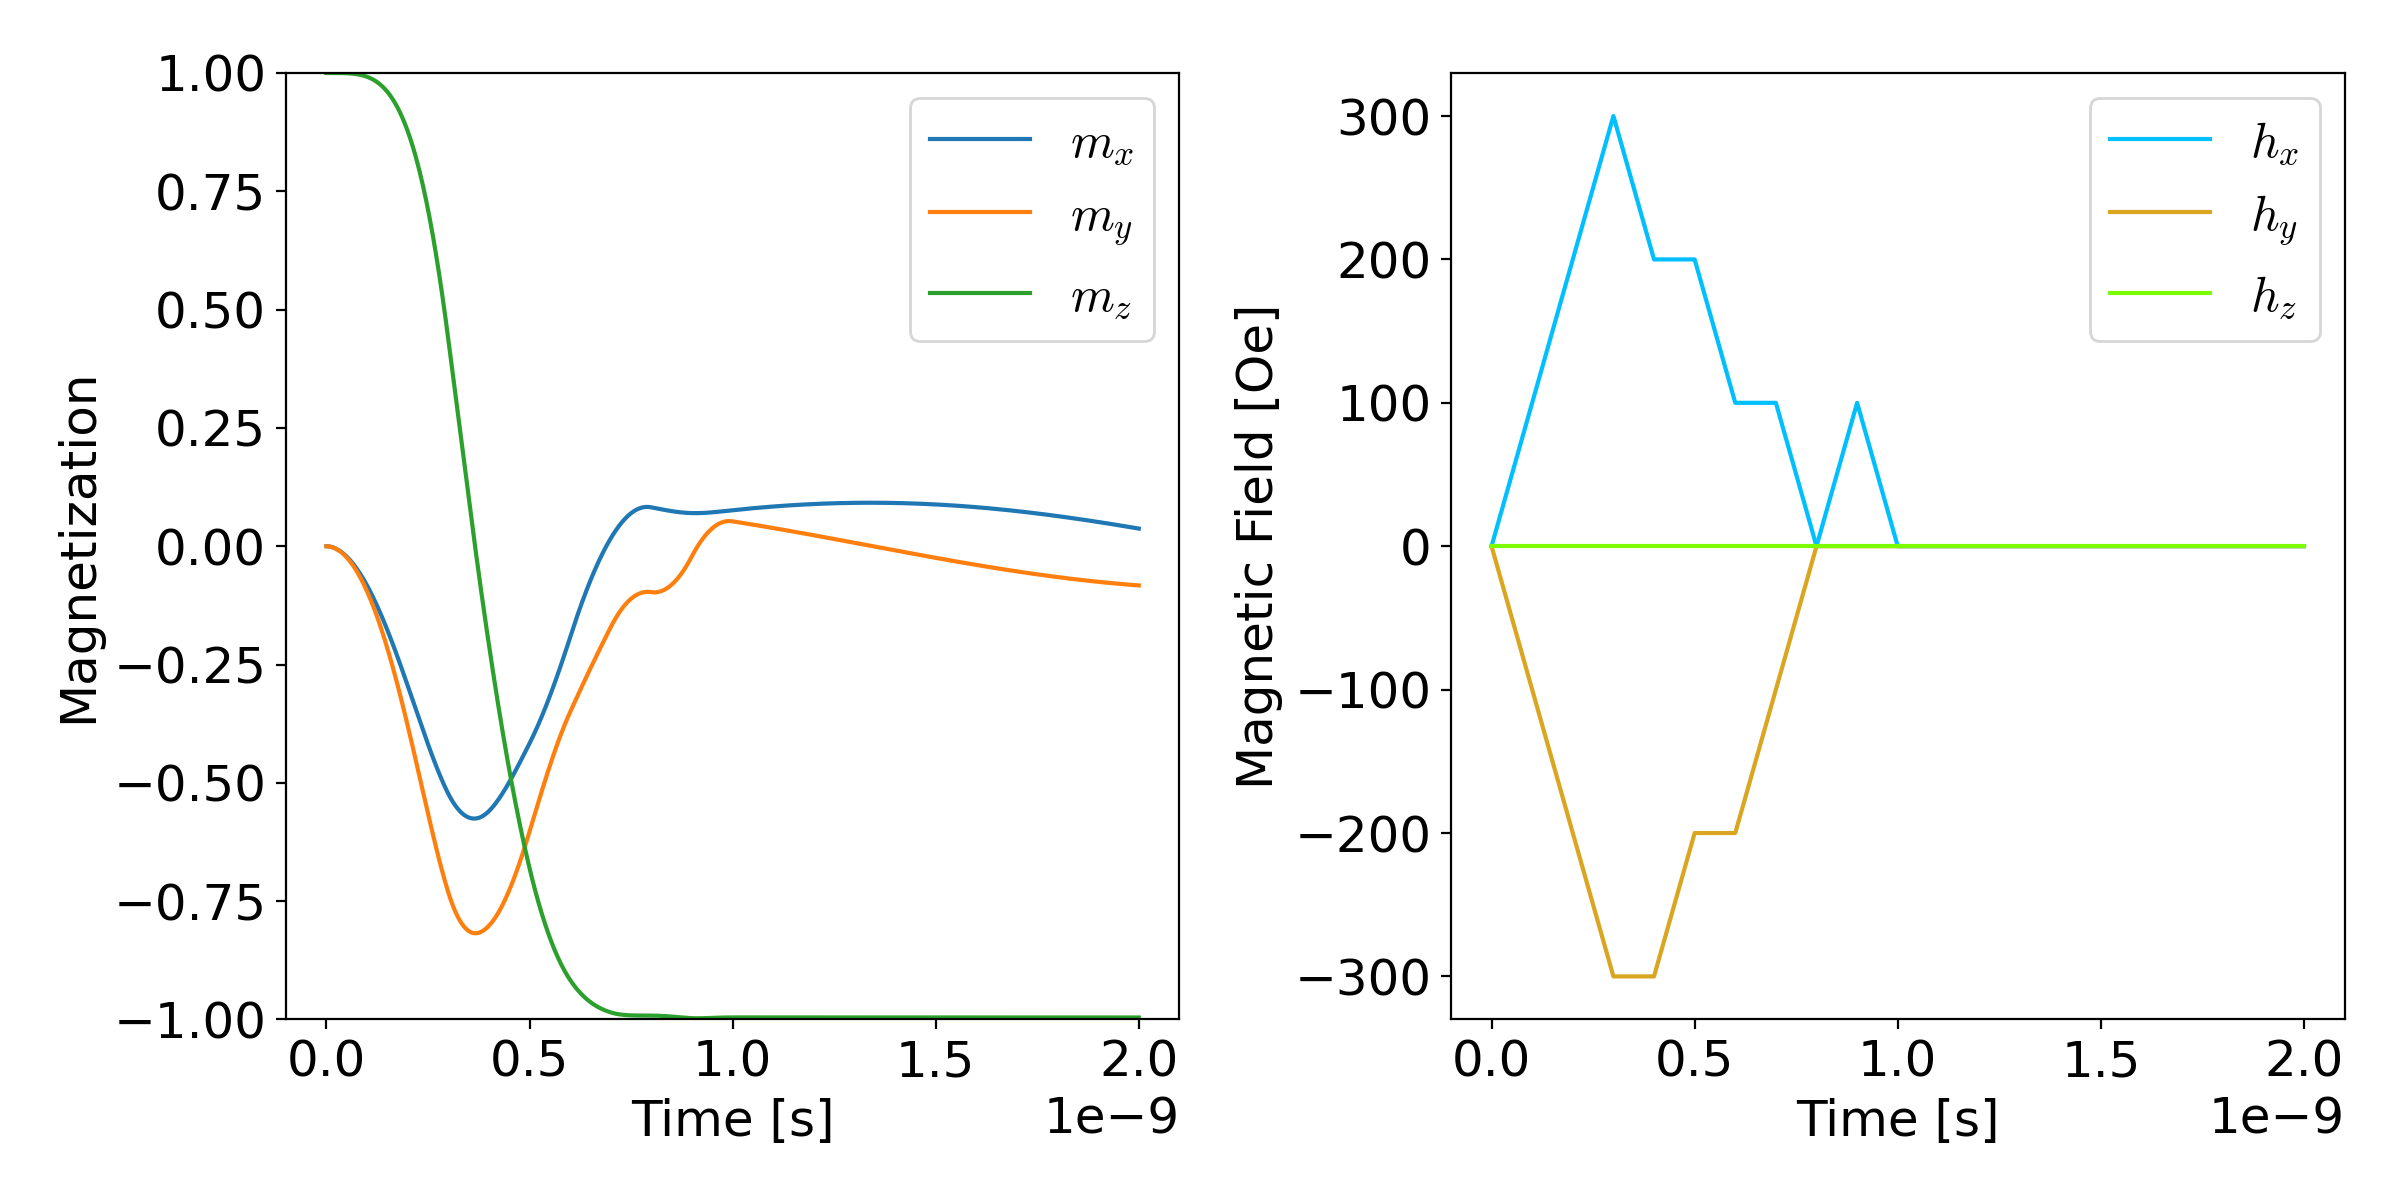 Magnetization
1.00
0.75
0.50
0.25
0.00
−0.25
−0.50
−0.75
−1.00
0.0 0.5 1.0 1.5 2.0
Time [s]
1e−9
m_x
m_y
m_z
Magnetic Field [Oe]
300
200
100
0
−100
−200
−300
0.0 0.5 1.0 1.5 2.0
Time [s]
1e−9
h_x
h_y
h_z